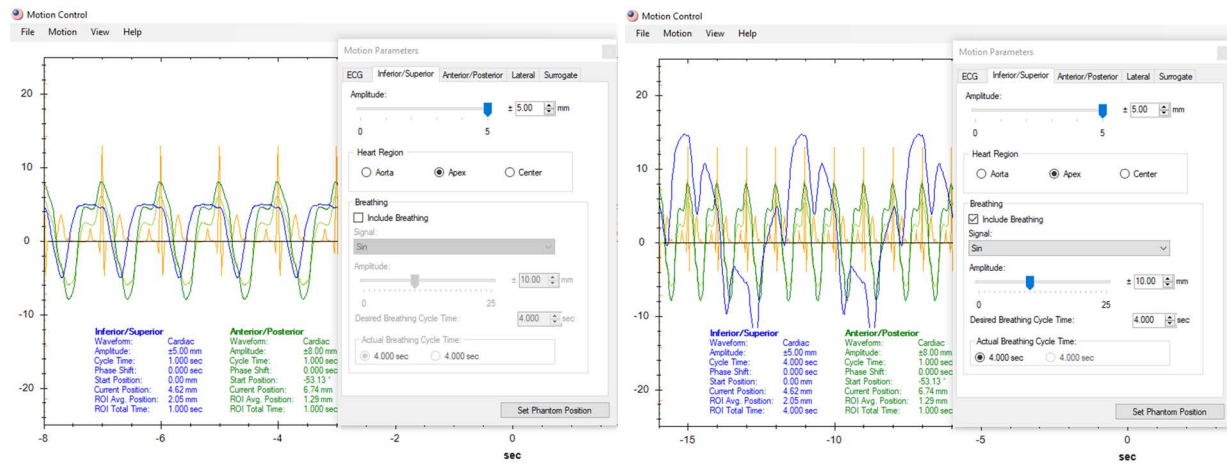 Motion Control
File Motion View Help
Motion Parameters
ECG Inferior/Superior Anterior/Posterior Lateral Surrogate
Amplitude:
± 5.00 mm
0 5
Heart Region
Aorta Apex Center
Breathing
Include Breathing
Signal:
Sin
Amplitude:
± 10.00 mm
0 25
Desired Breathing Cycle Time: 4.000 sec
Actual Breathing Cycle Time:
4.000 sec 4.000 sec
Set Phantom Position
20
10
0
-10
-20
Inferior/Superior Anterior/Posterior
Waveform: Cardiac Waveform: Cardiac
Amplitude: ±5.00 mm Amplitude: ±8.00 mm
Cycle Time: 1.000 sec Cycle Time: 1.000 sec
Phase Shift: 0.000 sec Phase Shift: 0.000 sec
Start Position: 0.00 mm Start Position: -53.13 °
Current Position: 4.62 mm Current Position: 6.74 mm
ROI Avg. Position: 2.05 mm ROI Avg. Position: 1.29 mm
ROI Total Time: 1.000 sec ROI Total Time: 1.000 sec
-8 -6 -4 -2 0
sec
Motion Control
File Motion View Help
Motion Parameters
ECG Inferior/Superior Anterior/Posterior Lateral Surrogate
Amplitude:
± 5.00 mm
0 5
Heart Region
Aorta Apex Center
Breathing
Include Breathing
Signal:
Sin
Amplitude:
± 10.00 mm
0 25
Desired Breathing Cycle Time: 4.000 sec
Actual Breathing Cycle Time:
4.000 sec 4.000 sec
Set Phantom Position
20
10
0
-10
-20
Inferior/Superior Anterior/Posterior
Waveform: Cardiac Waveform: Cardiac
Amplitude: ±5.00 mm Amplitude: ±8.00 mm
Cycle Time: 4.000 sec Cycle Time: 1.000 sec
Phase Shift: 0.000 sec Phase Shift: 0.000 sec
Start Position: 0.00 mm Start Position: -53.13 °
Current Position: 4.62 mm Current Position: 6.74 mm
ROI Avg. Position: 2.05 mm ROI Avg. Position: 1.29 mm
ROI Total Time: 4.000 sec ROI Total Time: 1.000 sec
-15 -10 -5 0
sec